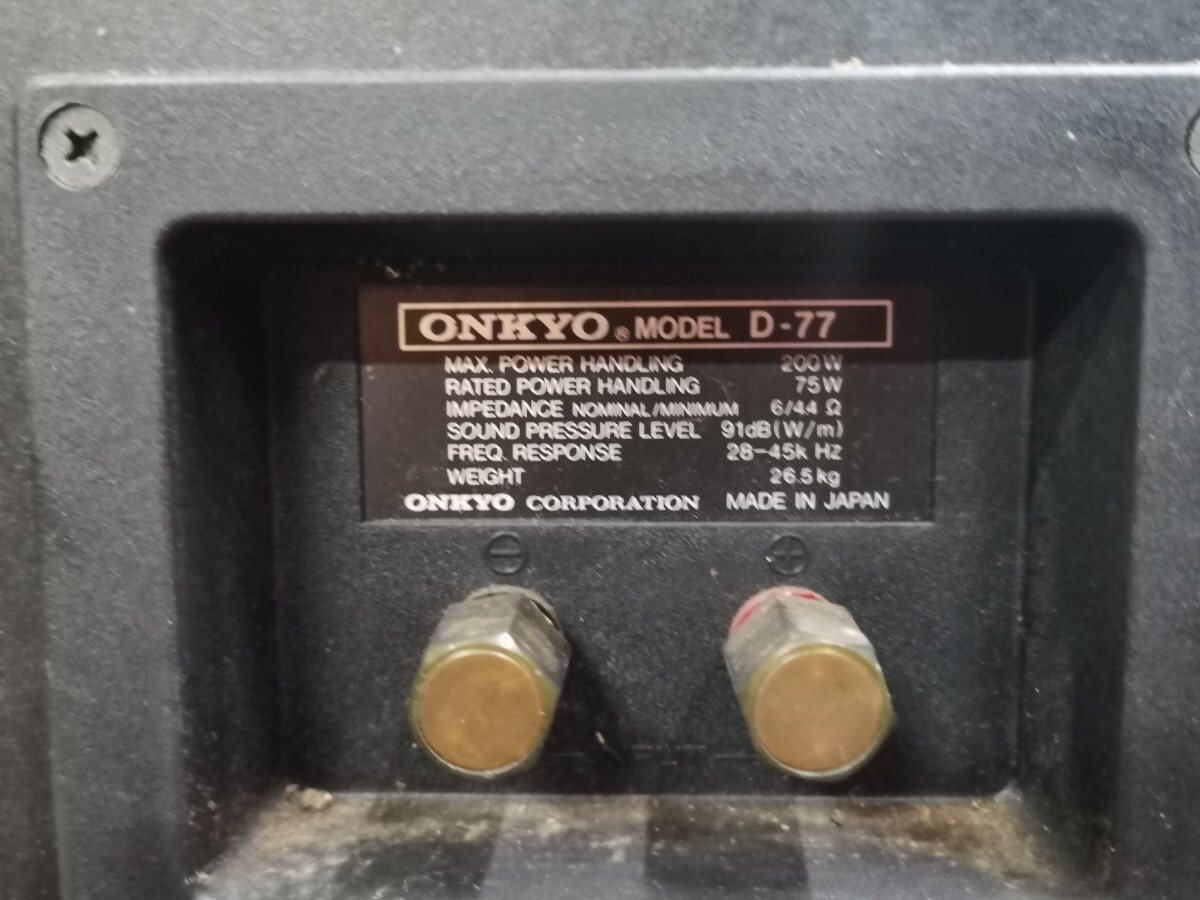 ONKYO® MODEL D-77
MAX. POWER HANDLING 200W
RATED POWER HANDLING 75W
IMPEDANCE NOMINAL/MINIMUM 6/4.4 Ω
SOUND PRESSURE LEVEL 91dB(W/m)
FREQ. RESPONSE 28-45k Hz
WEIGHT 26.5kg
ONKYO CORPORATION MADE IN JAPAN
⊖ ⊕